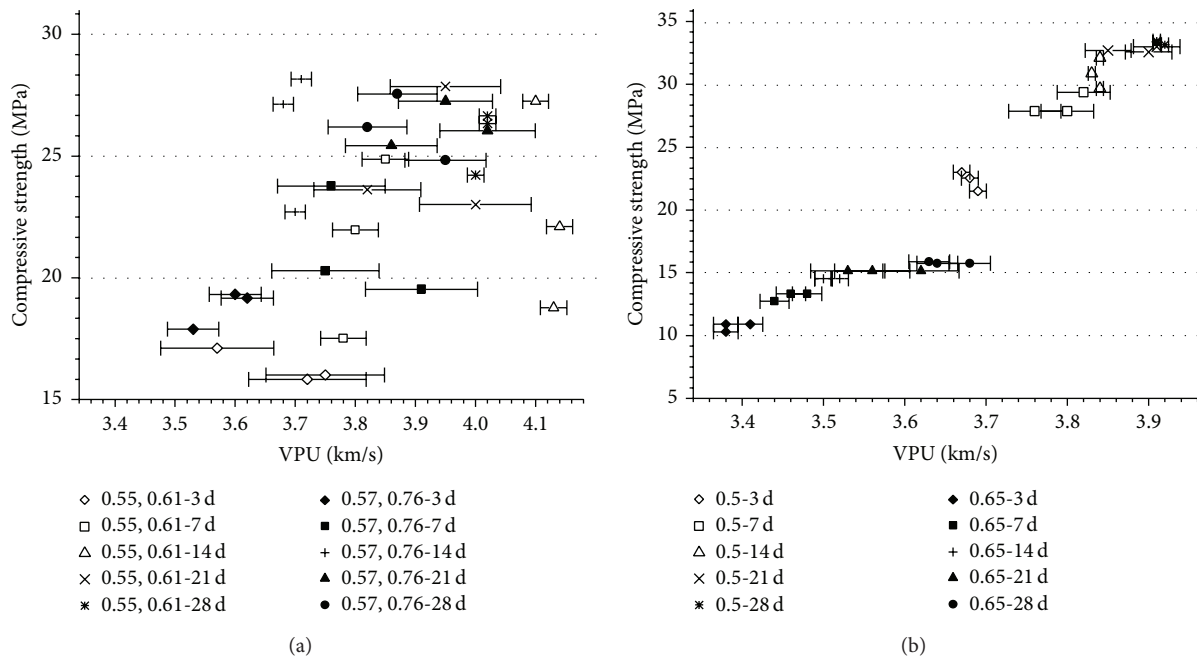 30
25
20
15
Compressive strength (MPa)
3.4 3.5 3.6 3.7 3.8 3.9 4.0 4.1
VPU (km/s)
0.55, 0.61-3 d
0.55, 0.61-7 d
0.55, 0.61-14 d
0.55, 0.61-21 d
0.55, 0.61-28 d
0.57, 0.76-3 d
0.57, 0.76-7 d
0.57, 0.76-14 d
0.57, 0.76-21 d
0.57, 0.76-28 d
(a)
35
30
25
20
15
10
5
Compressive strength (MPa)
3.4 3.5 3.6 3.7 3.8 3.9
VPU (km/s)
0.5-3 d
0.5-7 d
0.5-14 d
0.5-21 d
0.5-28 d
0.65-3 d
0.65-7 d
0.65-14 d
0.65-21 d
0.65-28 d
(b)